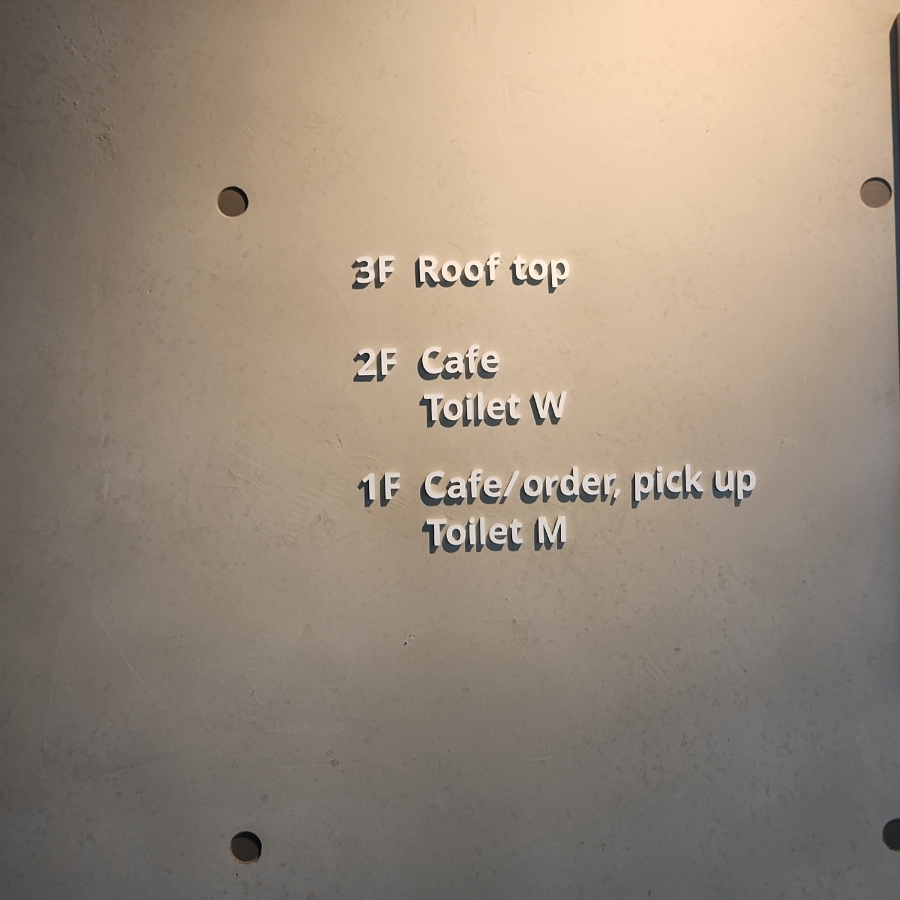 3F Roof top
2F Cafe
Toilet W
1F Cafe/order, pick up
Toilet M